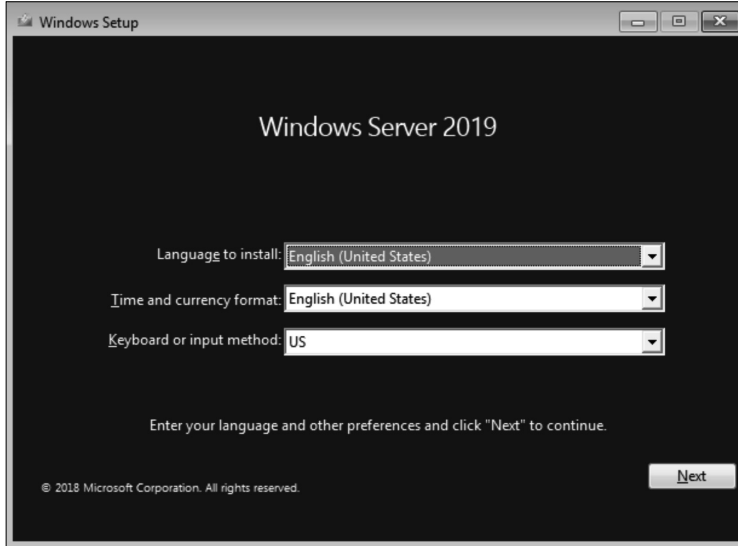 Windows Setup
Windows Server 2019
Language to install: English (United States)
Time and currency format: English (United States)
Keyboard or input method: US
Enter your language and other preferences and click "Next" to continue.
Next
© 2018 Microsoft Corporation. All rights reserved.